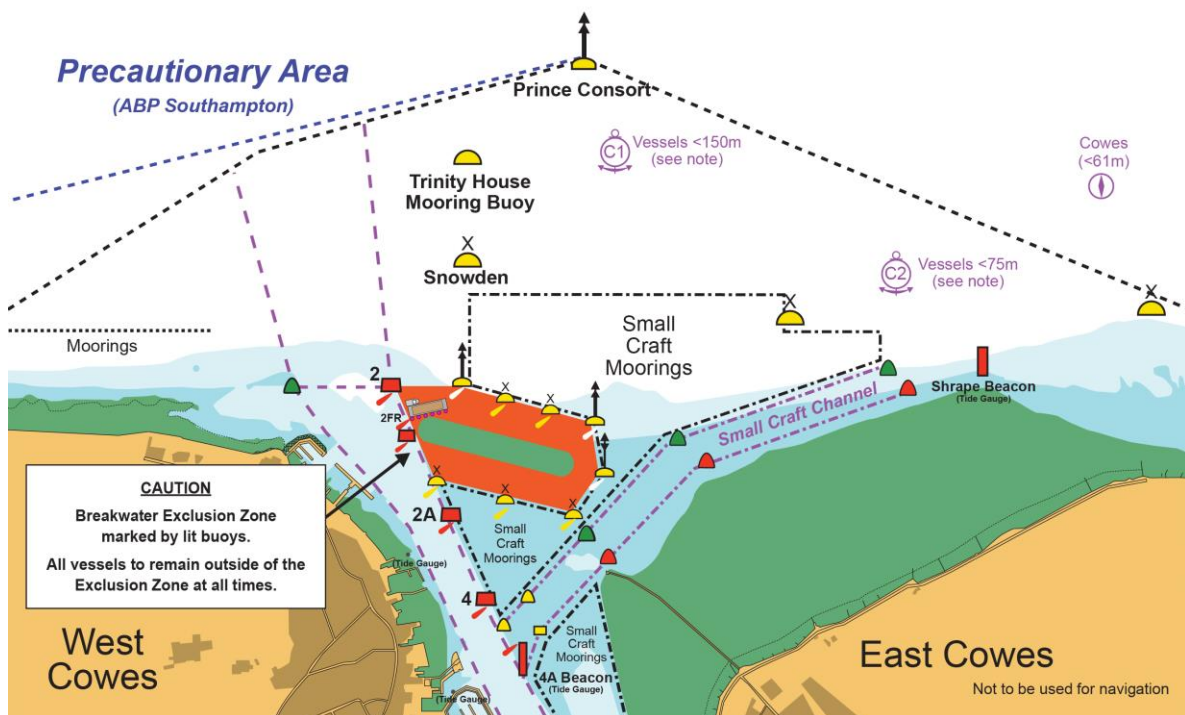 Precautionary Area
(ABP Southampton)
Prince Consort
C1
Vessels <150m
(see note)
Cowes
(<61m)
Trinity House
Mooring Buoy
X
Snowden
C2
Vessels <75m
(see note)
X
X
Moorings
Small
Craft
Moorings
2
X
X
2FR
Shrape Beacon
(Tide Gauge)
Small Craft Channel
CAUTION
Breakwater Exclusion Zone
marked by lit buoys.
All vessels to remain outside of the
Exclusion Zone at all times.
X
X
X
2A
Small
Craft
Moorings
(Tide Gauge)
4
Small
Craft
Moorings
4A Beacon
(Tide Gauge)
(Tide Gauge)
West
Cowes
East Cowes
Not to be used for navigation